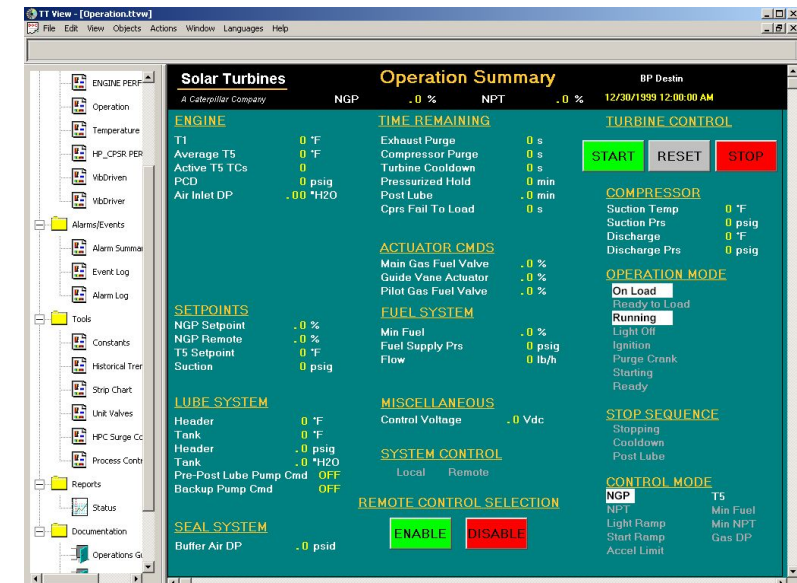 TT View - [Operation.ttvw]
File Edit View Objects Actions Window Languages Help
ENGINE PERF
Operation
Temperature
HP_CPSR PER
VibDriven
VibDriver
Alarms/Events
Alarm Summar
Event Log
Alarm Log
Tools
Constants
Historical Tren
Strip Chart
Unit Valves
HPC Surge Cc
Process Contr
Reports
Status
Documentation
Operations Gu
Solar Turbines
A Caterpillar Company
Operation Summary
NGP .0 % NPT .0 %
BP Destin
12/30/1999 12:00:00 AM
ENGINE
T1 0 °F
Average T5 0 °F
Active T5 TCs 0
PCD 0 psig
Air Inlet DP .00 "H2O
SETPOINTS
NGP Setpoint .0 %
NGP Remote .0 %
T5 Setpoint 0 °F
Suction 0 psig
LUBE SYSTEM
Header 0 °F
Tank 0 °F
Header .0 psig
Tank .0 "H2O
Pre-Post Lube Pump Cmd OFF
Backup Pump Cmd OFF
SEAL SYSTEM
Buffer Air DP .0 psid
TIME REMAINING
Exhaust Purge 0 s
Compressor Purge 0 s
Turbine Cooldown 0 s
Pressurized Hold 0 min
Post Lube .0 min
Cprs Fail To Load 0 s
ACTUATOR CMDS
Main Gas Fuel Valve .0 %
Guide Vane Actuator .0 %
Pilot Gas Fuel Valve .0 %
FUEL SYSTEM
Min Fuel .0 %
Fuel Supply Prs 0 psig
Flow 0 lb/h
MISCELLANEOUS
Control Voltage .0 Vdc
SYSTEM CONTROL
Local Remote
REMOTE CONTROL SELECTION
ENABLE DISABLE
TURBINE CONTROL
START RESET STOP
COMPRESSOR
Suction Temp 0 °F
Suction Prs 0 psig
Discharge 0 °F
Discharge Prs 0 psig
OPERATION MODE
On Load
Ready to Load
Running
Light Off
Ignition
Purge Crank
Starting
Ready
STOP SEQUENCE
Stopping
Cooldown
Post Lube
CONTROL MODE
NGP T5
NPT Min Fuel
Light Ramp Min NPT
Start Ramp Gas DP
Accel Limit